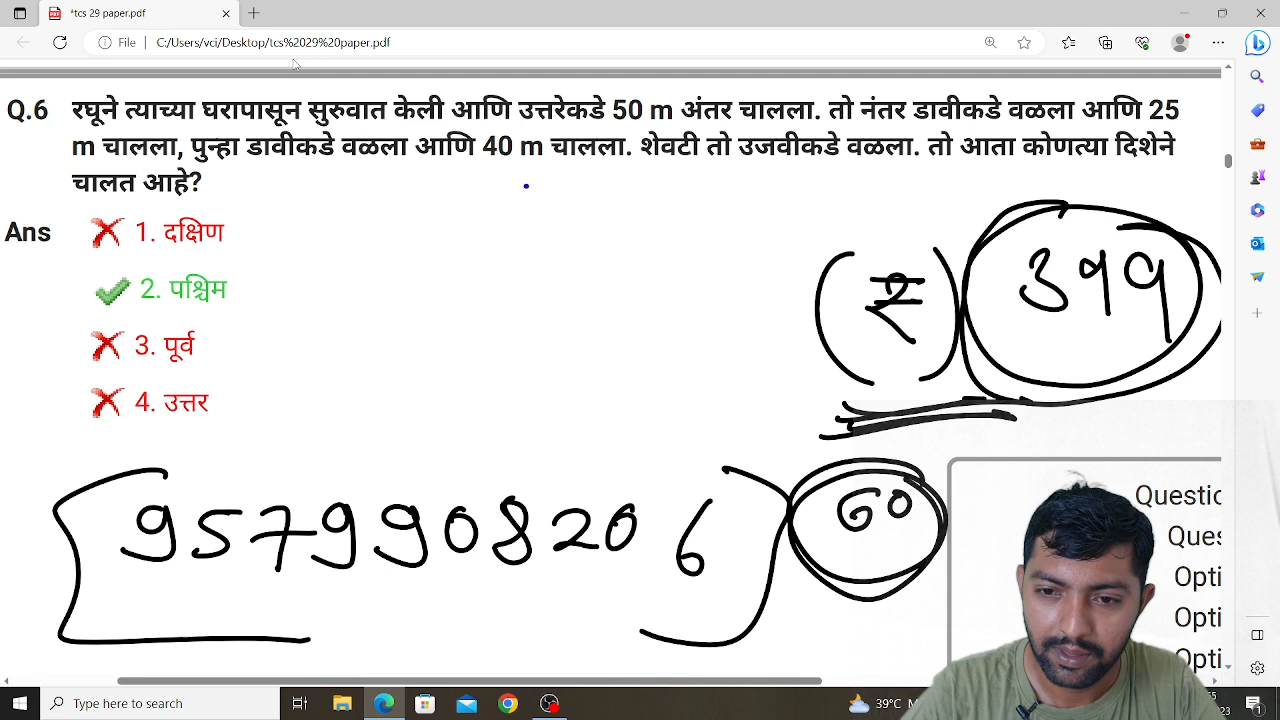 *tcs 29 paper.pdf
File C:/Users/vci/Desktop/tcs%2029%20paper.pdf
Q.6 रघूने त्याच्या घरापासून सुरुवात केली आणि उत्तरेकडे 50 m अंतर चालला. तो नंतर डावीकडे वळला आणि 25
m चालला, पुन्हा डावीकडे वळला आणि 40 m चालला. शेवटी तो उजवीकडे वळला. तो आता कोणत्या दिशेने
चालत आहे?
Ans 1. दक्षिण
2. पश्चिम
3. पूर्व
4. उत्तर
(₹) 399
9579908206
60
Questic
Ques
Opti
Opti
Opti
Type here to search
39°C